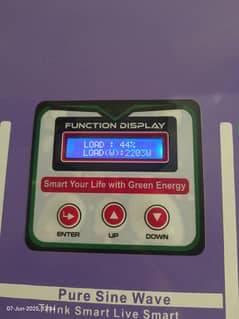 FUNCTION DISPLAY
LOAD : 44%
LOAD(W):2203W
Smart Your Life with Green Energy
ENTER UP DOWN
Pure Sine Wave
Think Smart Live Smart